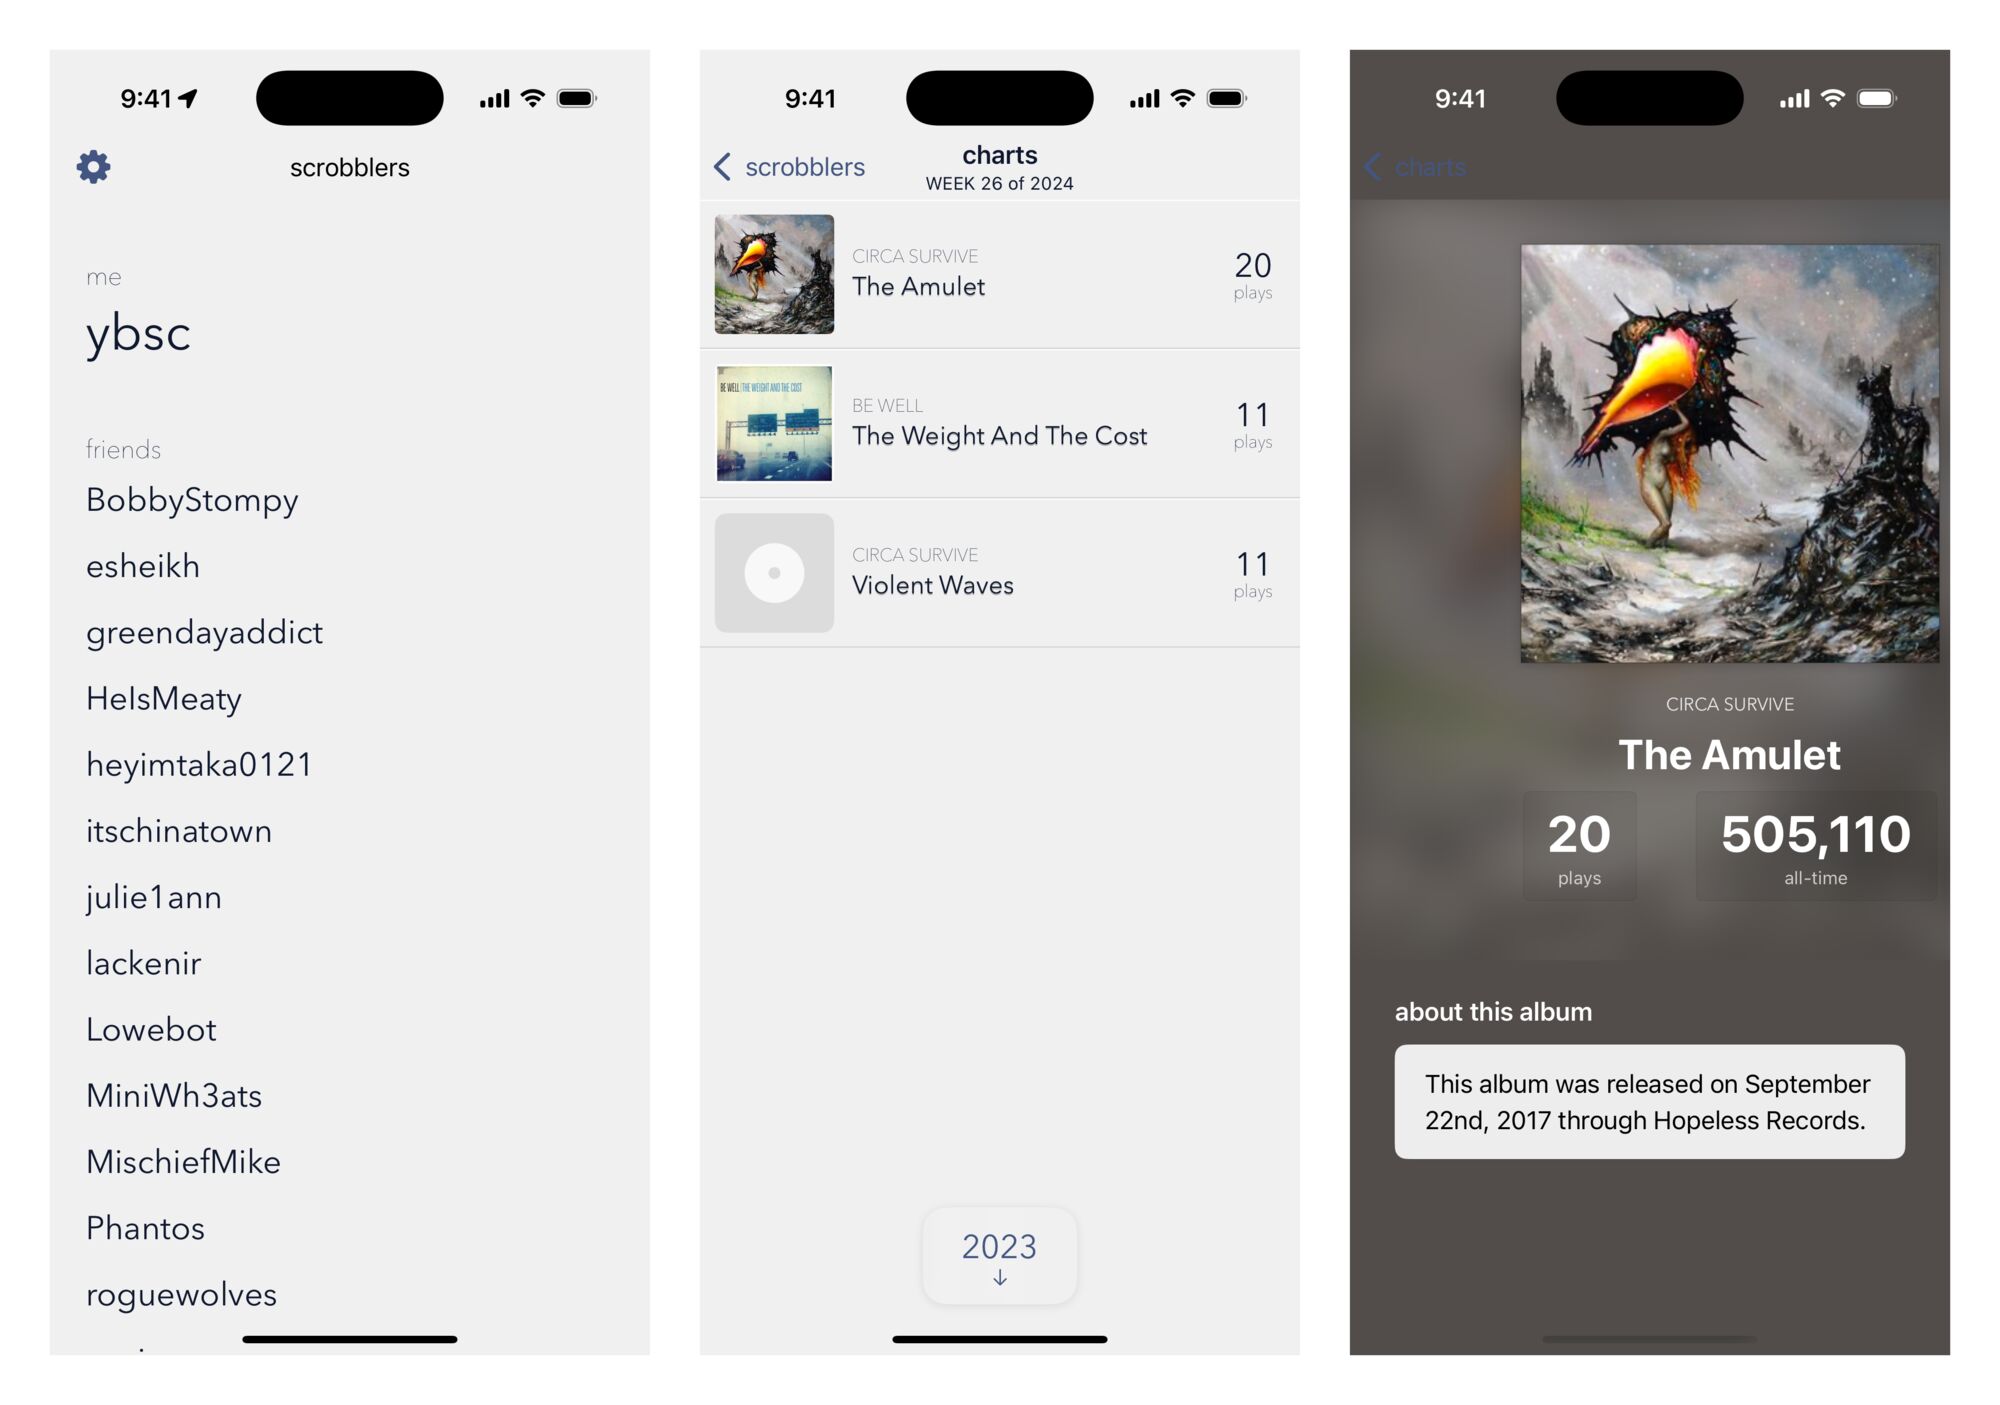 9:41
scrobblers
me
ybsc
friends
BobbyStompy
esheikh
greendayaddict
HeIsMeaty
heyimtaka0121
itschinatown
julie1ann
lackenir
Lowebot
MiniWh3ats
MischiefMike
Phantos
roguewolves
9:41
scrobblers
charts
WEEK 26 of 2024
CIRCA SURVIVE
The Amulet
20
plays
BE WELL THE WEIGHT AND THE COST
BE WELL
The Weight And The Cost
11
plays
CIRCA SURVIVE
Violent Waves
11
plays
2023
9:41
charts
CIRCA SURVIVE
The Amulet
20
plays
505,110
all-time
about this album
This album was released on September
22nd, 2017 through Hopeless Records.